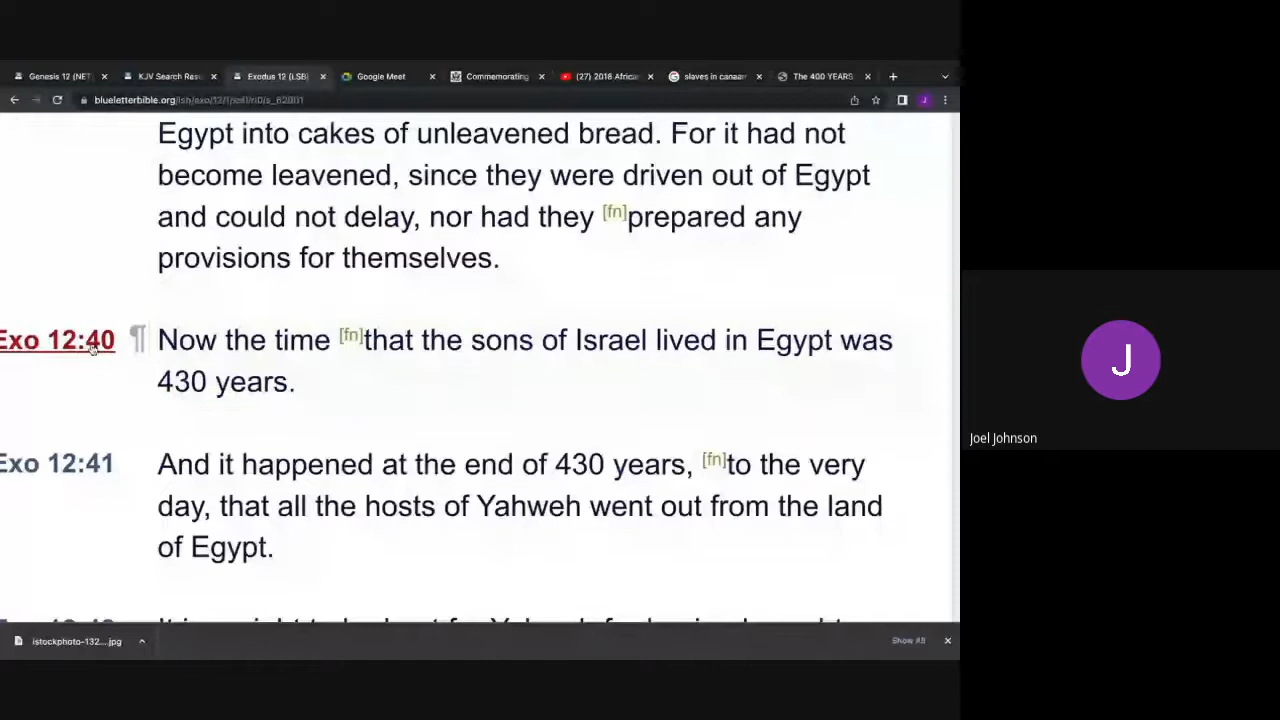 Genesis 12 (NET
KJV Search Resu
Exodus 12 (LSB)
Google Meet
Commemorating
(27) 2018 African
slaves in canaan
The 400 YEARS
blueletterbible.org
Egypt into cakes of unleavened bread. For it had not
become leavened, since they were driven out of Egypt
and could not delay, nor had they [fn]prepared any
provisions for themselves.
Exo 12:40 ¶ Now the time [fn]that the sons of Israel lived in Egypt was
430 years.
Exo 12:41 And it happened at the end of 430 years, [fn]to the very
day, that all the hosts of Yahweh went out from the land
of Egypt.
J
Joel Johnson
istockphoto-132....jpg
Show All